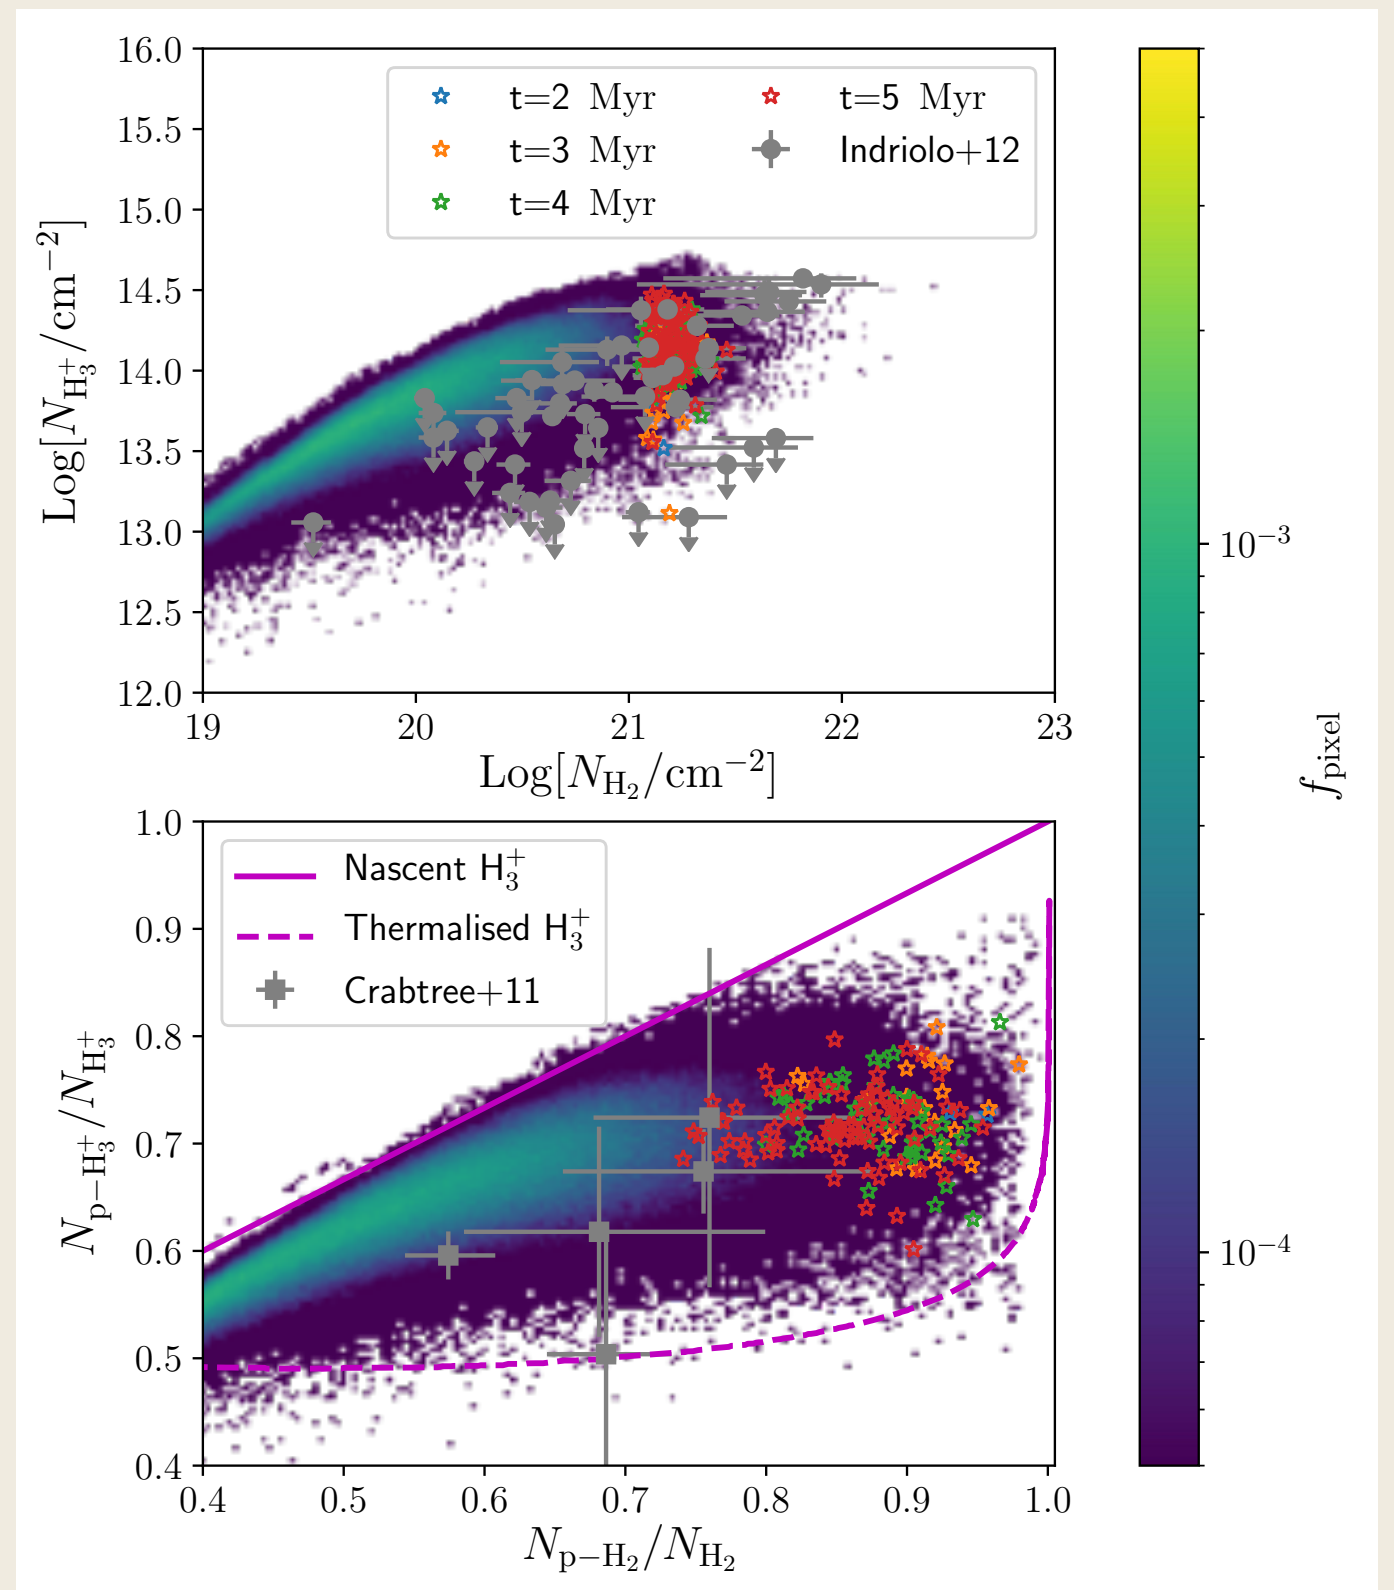 16.0
15.5
15.0
14.5
14.0
13.5
13.0
12.5
12.0
Log[N_{H_3^+}/cm^{−2}]
t=2 Myr
t=3 Myr
t=4 Myr
t=5 Myr
Indriolo+12
19 20 21 22 23
Log[N_{H_2}/cm^{−2}]
1.0
0.9
0.8
0.7
0.6
0.5
0.4
N_{p−H_3^+}/N_{H_3^+}
Nascent H_3^+
Thermalised H_3^+
Crabtree+11
0.4 0.5 0.6 0.7 0.8 0.9 1.0
N_{p−H_2}/N_{H_2}
10^{−3}
10^{−4}
f_{pixel}